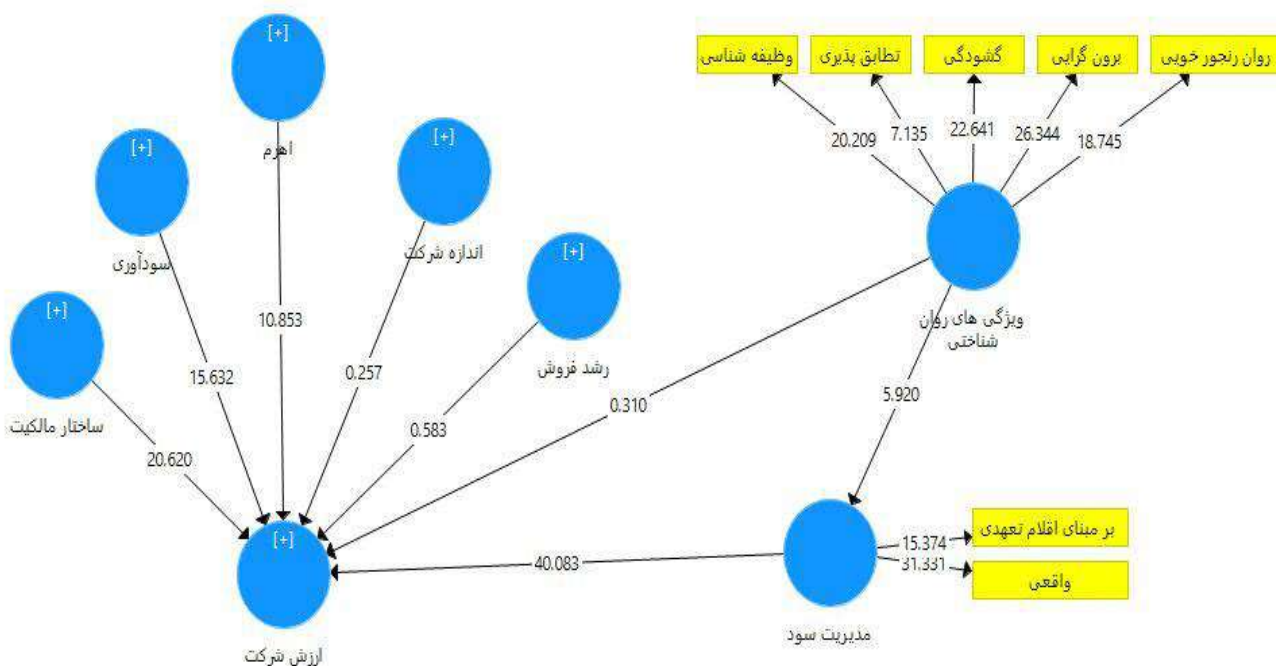 [+]
اهرم
[+]
سودآوری
[+]
اندازه شرکت
[+]
رشد فروش
[+]
ساختار مالکیت
[+]
ارزش شرکت
20.620
15.632
10.853
0.257
0.583
0.310
40.083
5.920
روان رنجور خویی
برون گرایی
گشودگی
تطابق پذیری
وظیفه شناسی
18.745
26.344
22.641
7.135
20.209
ویژگی های روان
شناختی
مدیریت سود
15.374
31.331
بر مبنای اقلام تعهدی
واقعی